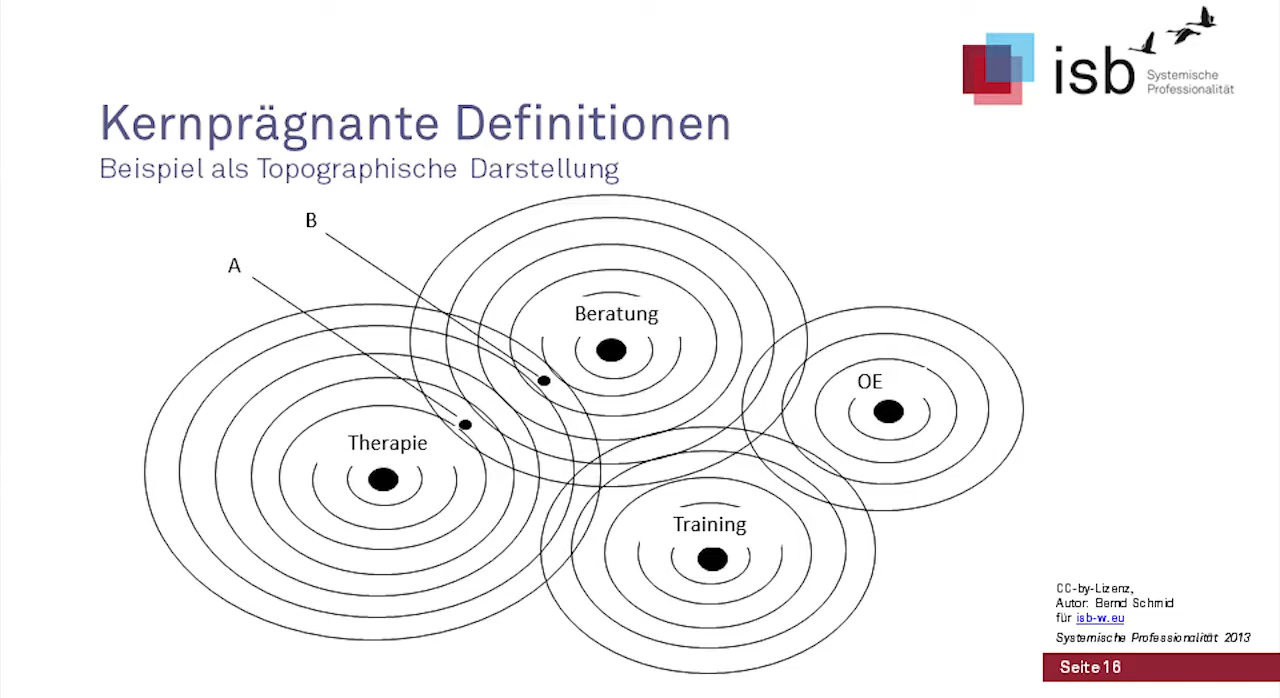 isb
Systemische
Professionalität
Kernprägnante Definitionen
Beispiel als Topographische Darstellung
B
A
Beratung
OE
Therapie
Training
CC-by-Lizenz,
Autor: Bernd Schmid
für isb-w.eu
Systemische Professionalität 2013
Seite 16